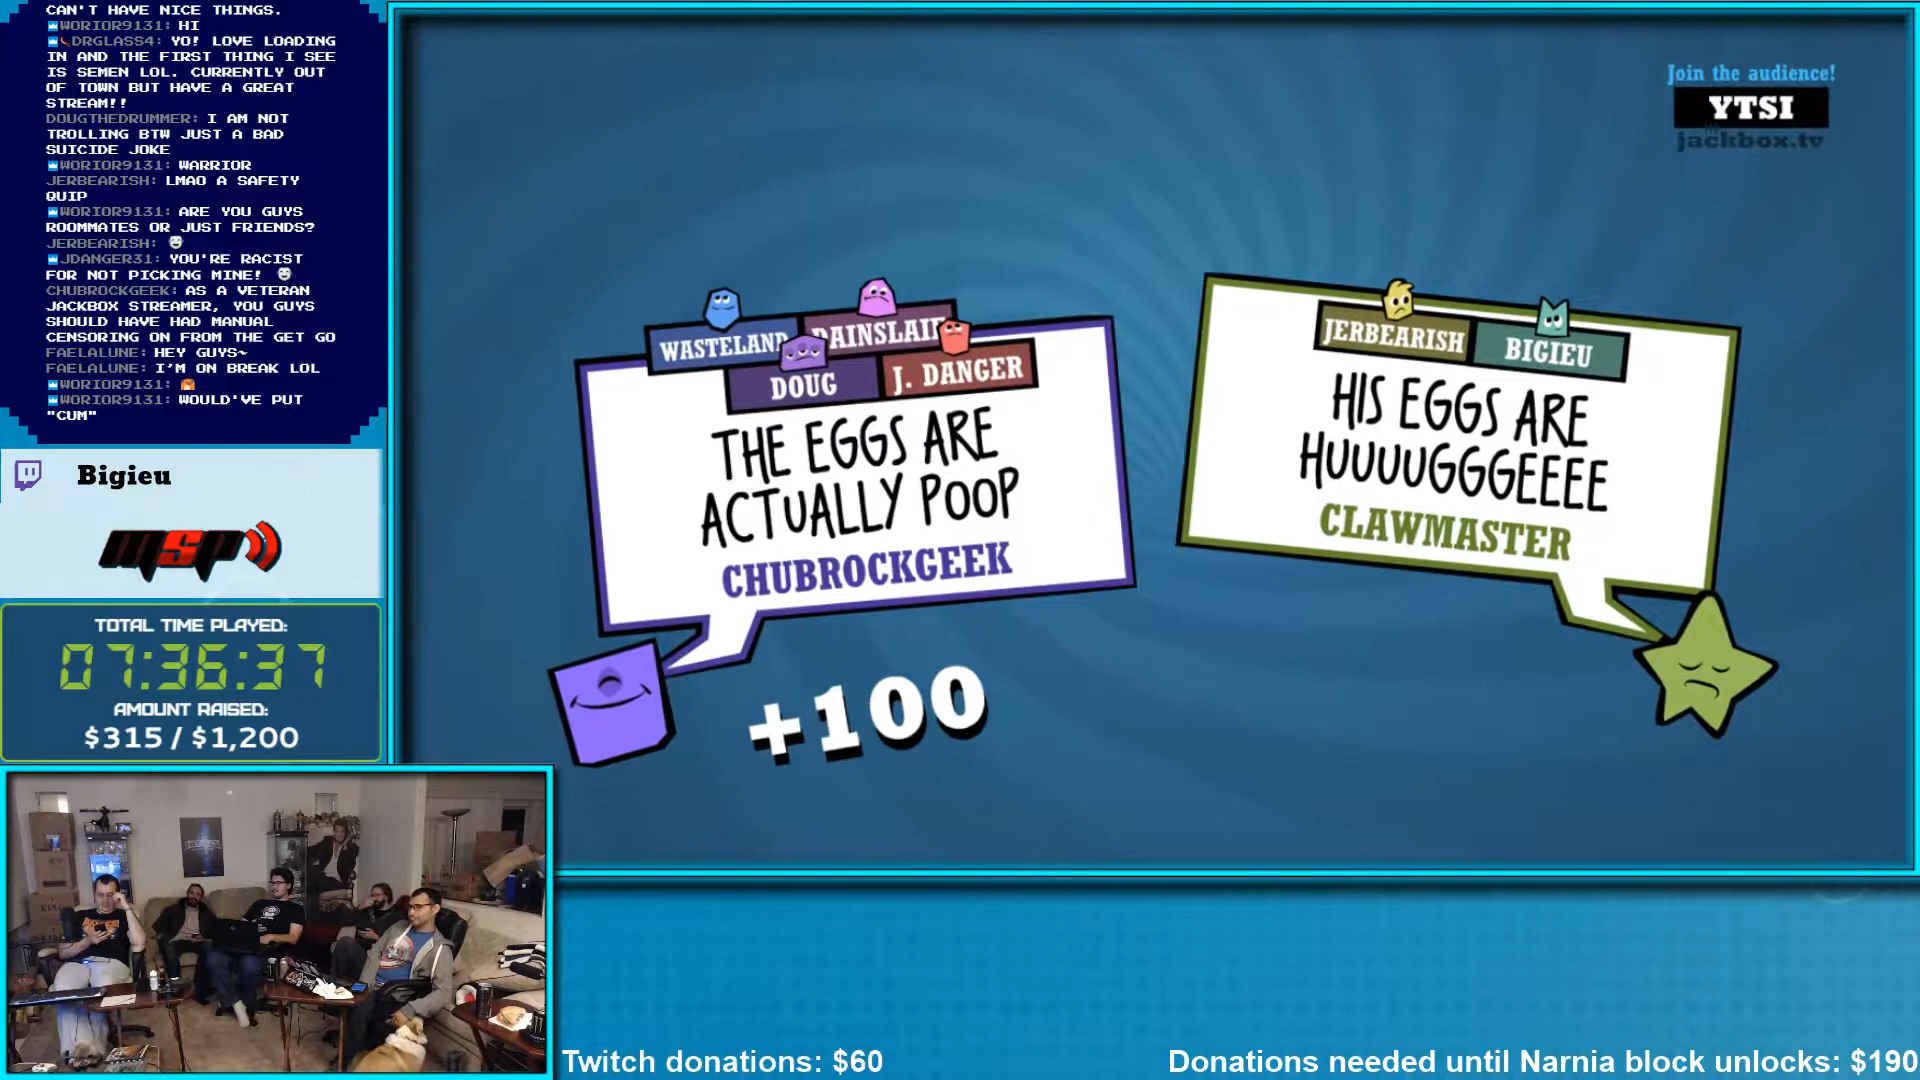 CAN'T HAVE NICE THINGS.
WORIOR9131: HI
DRGLASS4: YO! LOVE LOADING
IN AND THE FIRST THING I SEE
IS SEMEN LOL. CURRENTLY OUT
OF TOWN BUT HAVE A GREAT
STREAM!!
DOUGTHEDRUMMER: I AM NOT
TROLLING BTW JUST A BAD
SUICIDE JOKE
WORIOR9131: WARRIOR
JERBEARISH: LMAO A SAFETY
QUIP
WORIOR9131: ARE YOU GUYS
ROOMMATES OR JUST FRIENDS?
JERBEARISH:
JDANGER31: YOU'RE RACIST
FOR NOT PICKING MINE!
CHUBROCKGEEK: AS A VETERAN
JACKBOX STREAMER, YOU GUYS
SHOULD HAVE HAD MANUAL
CENSORING ON FROM THE GET GO
FAELALUNE: HEY GUYS~
FAELALUNE: I'M ON BREAK LOL
WORIOR9131:
WORIOR9131: WOULD'VE PUT
"CUM"
Bigieu
MSP
TOTAL TIME PLAYED:
07:36:37
AMOUNT RAISED:
$315 / $1,200
Join the audience!
YTSI
jackbox.tv
WASTELAND
DOUG
J. DANGER
THE EGGS ARE
ACTUALLY POOP
CHUBROCKGEEK
+100
JERBEARISH
BIGIEU
HIS EGGS ARE
HUUUUGGGEEEE
CLAWMASTER
Twitch donations: $60
Donations needed until Narnia block unlocks: $190